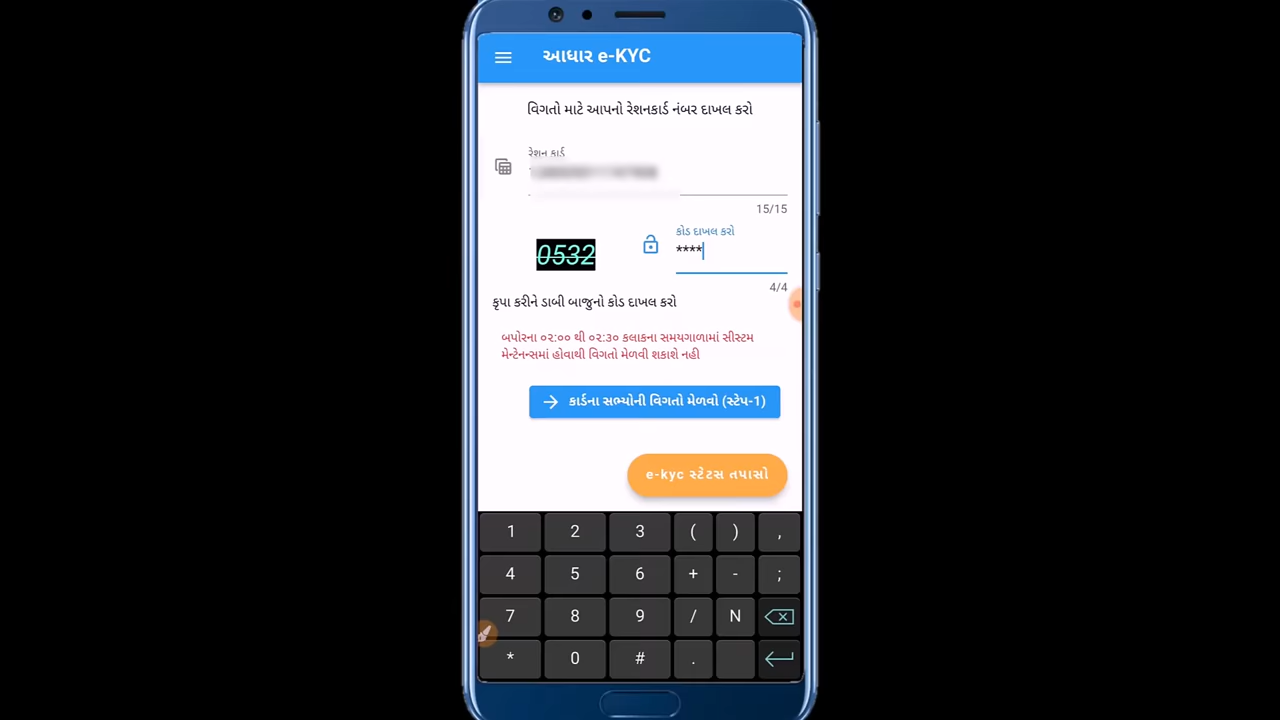 આધાર e-KYC
વિગતો માટે આપનો રેશનકાર્ડ નંબર દાખલ કરો
રેશન કાર્ડ
15/15
0532
કોડ દાખલ કરો
****
4/4
કૃપા કરીને ડાબી બાજુનો કોડ દાખલ કરો
બપોરના ૦૨:૦૦ થી ૦૨:૩૦ કલાકના સમયગાળામાં સીસ્ટમ
મેન્ટેનન્સમાં હોવાથી વિગતો મેળવી શકાશે નહી
કાર્ડના સભ્યોની વિગતો મેળવો (સ્ટેપ-1)
e-kyc સ્ટેટસ તપાસો
1 2 3 ( ) ,
4 5 6 + - ;
7 8 9 / N
* 0 # .